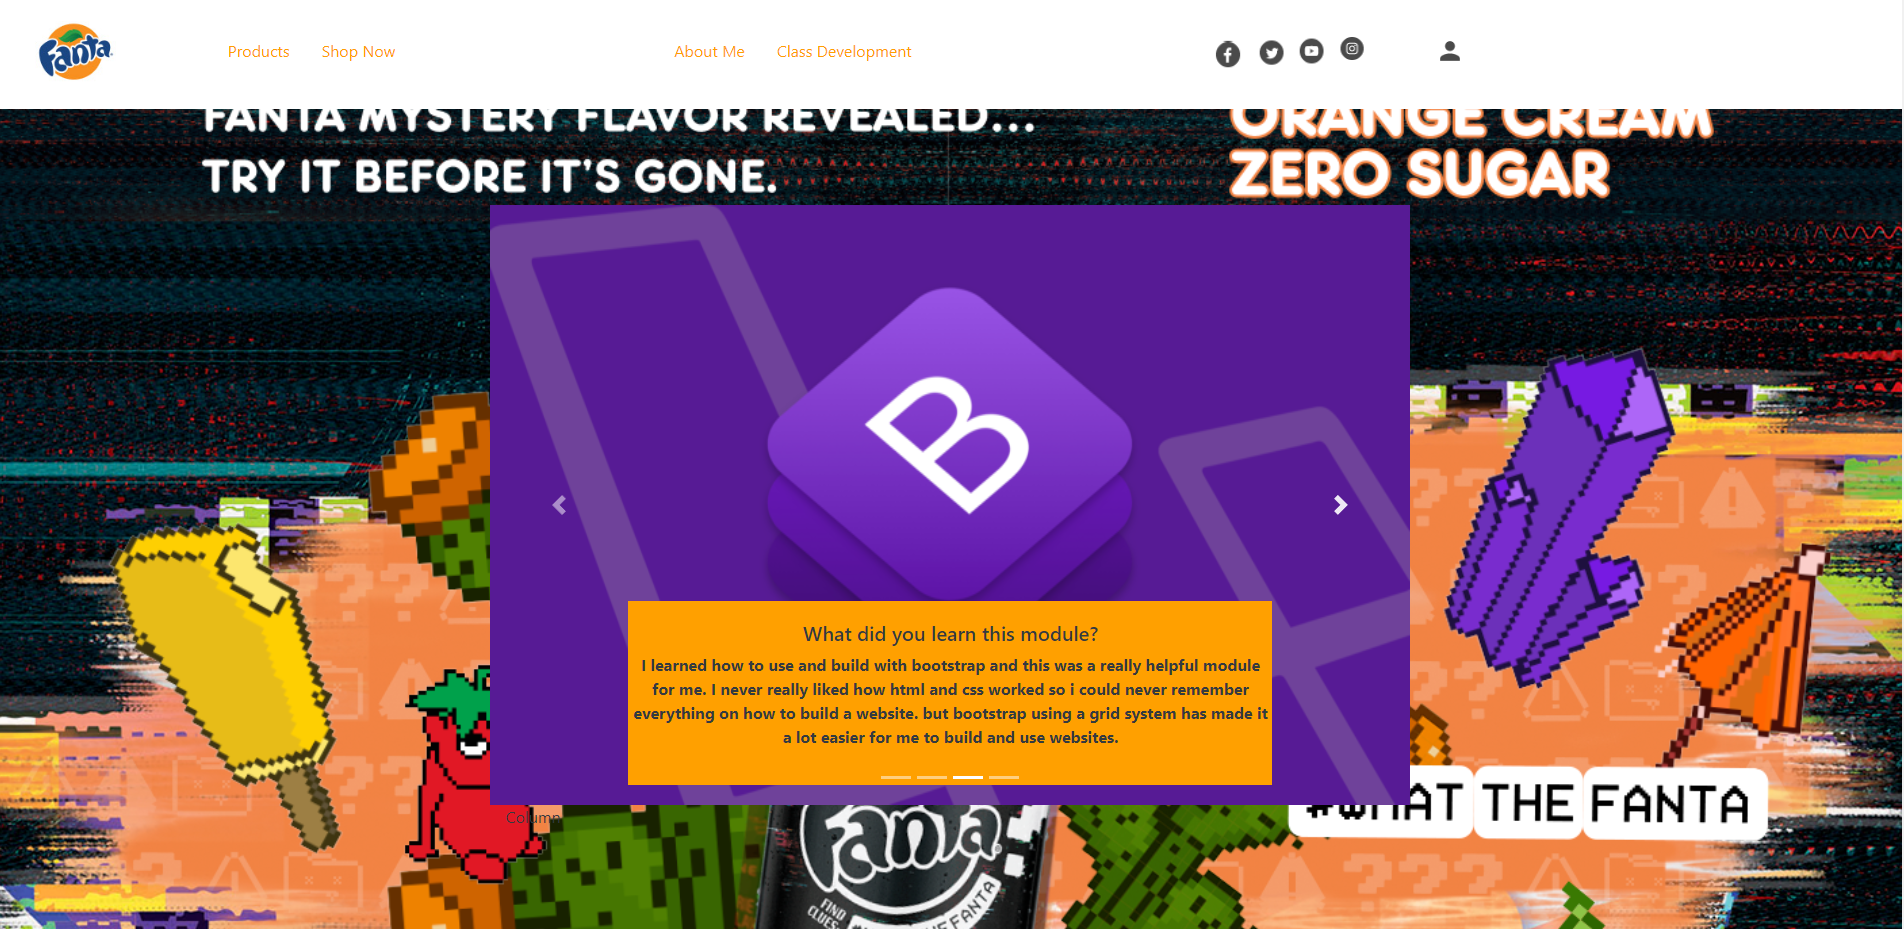 Fanta
Products Shop Now About Me Class Development
FANTA MYSTERY FLAVOR REVEALED...
TRY IT BEFORE IT'S GONE.
ORANGE CREAM
ZERO SUGAR
B
What did you learn this module?
I learned how to use and build with bootstrap and this was a really helpful module
for me. I never really liked how html and css worked so i could never remember
everything on how to build a website. but bootstrap using a grid system has made it
a lot easier for me to build and use websites.
#WHAT THE FANTA
Column
Fanta
FIND
CLUES
THE FANTA